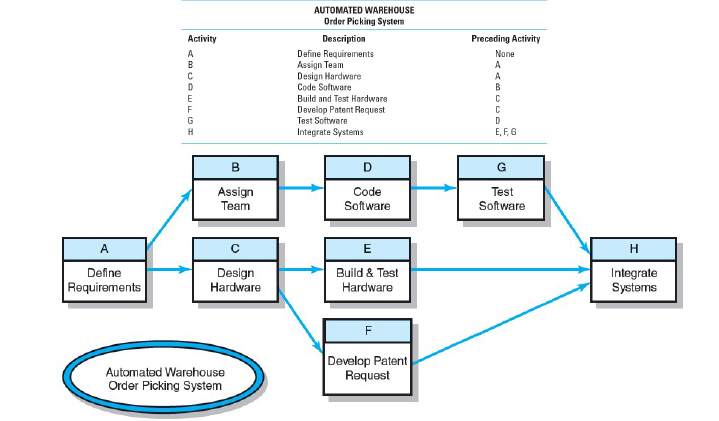 AUTOMATED WAREHOUSE
Order Picking System
Activity Description Preceding Activity
A Define Requirements None
B Assign Team A
C Design Hardware A
D Code Software B
E Build and Test Hardware C
F Develop Patent Request C
G Test Software D
H Integrate Systems E, F, G
B
Assign
Team
D
Code
Software
G
Test
Software
A
Define
Requirements
C
Design
Hardware
E
Build & Test
Hardware
H
Integrate
Systems
F
Develop Patent
Request
Automated Warehouse
Order Picking System